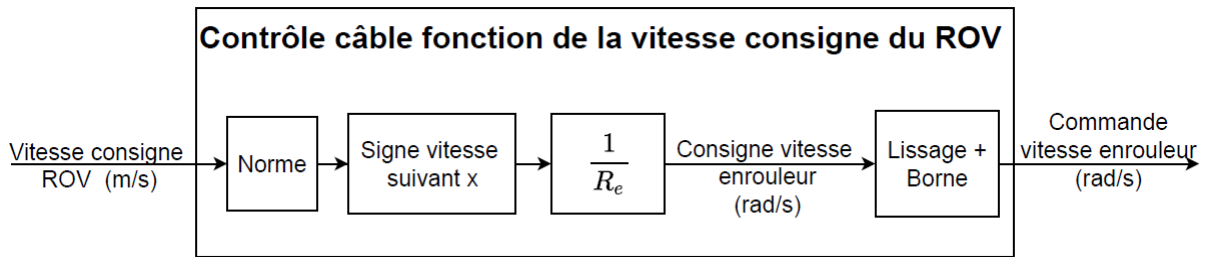 Contrôle câble fonction de la vitesse consigne du ROV
Vitesse consigne
ROV (m/s)
Norme
Signe vitesse
suivant x
1
R_e
Consigne vitesse
enrouleur
(rad/s)
Lissage +
Borne
Commande
vitesse enrouleur
(rad/s)